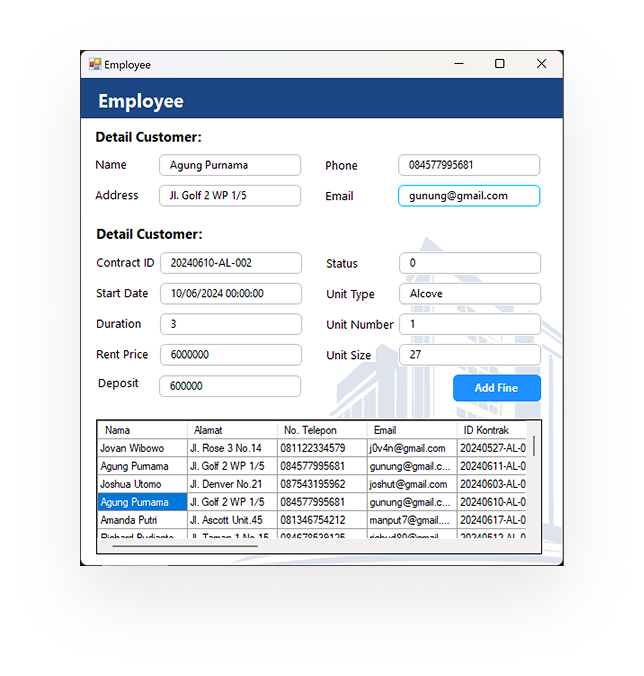 Employee
Employee
Detail Customer:
Name Agung Purnama Phone 084577995681
Address Jl. Golf 2 WP 1/5 Email gunung@gmail.com
Detail Customer:
Contract ID 20240610-AL-002 Status 0
Start Date 10/06/2024 00:00:00 Unit Type Alcove
Duration 3 Unit Number 1
Rent Price 6000000 Unit Size 27
Deposit 600000 Add Fine
Nama Alamat No. Telepon Email ID Kontrak
Jovan Wibowo Jl. Rose 3 No.14 081122334579 j0v4n@gmail.com 20240527-AL-0
Agung Purnama Jl. Golf 2 WP 1/5 084577995681 gunung@gmail.c... 20240611-AL-0
Joshua Utomo Jl. Denver No.21 087543195962 joshut@gmail.com 20240603-AL-0
Agung Purnama Jl. Golf 2 WP 1/5 084577995681 gunung@gmail.c... 20240610-AL-0
Amanda Putri Jl. Ascott Unit.45 081346754212 manput7@gmail.... 20240617-AL-0
Richard Budianto Jl. Taman 1 No.15 084678539125 richud80@gmail 20240512-AL-0